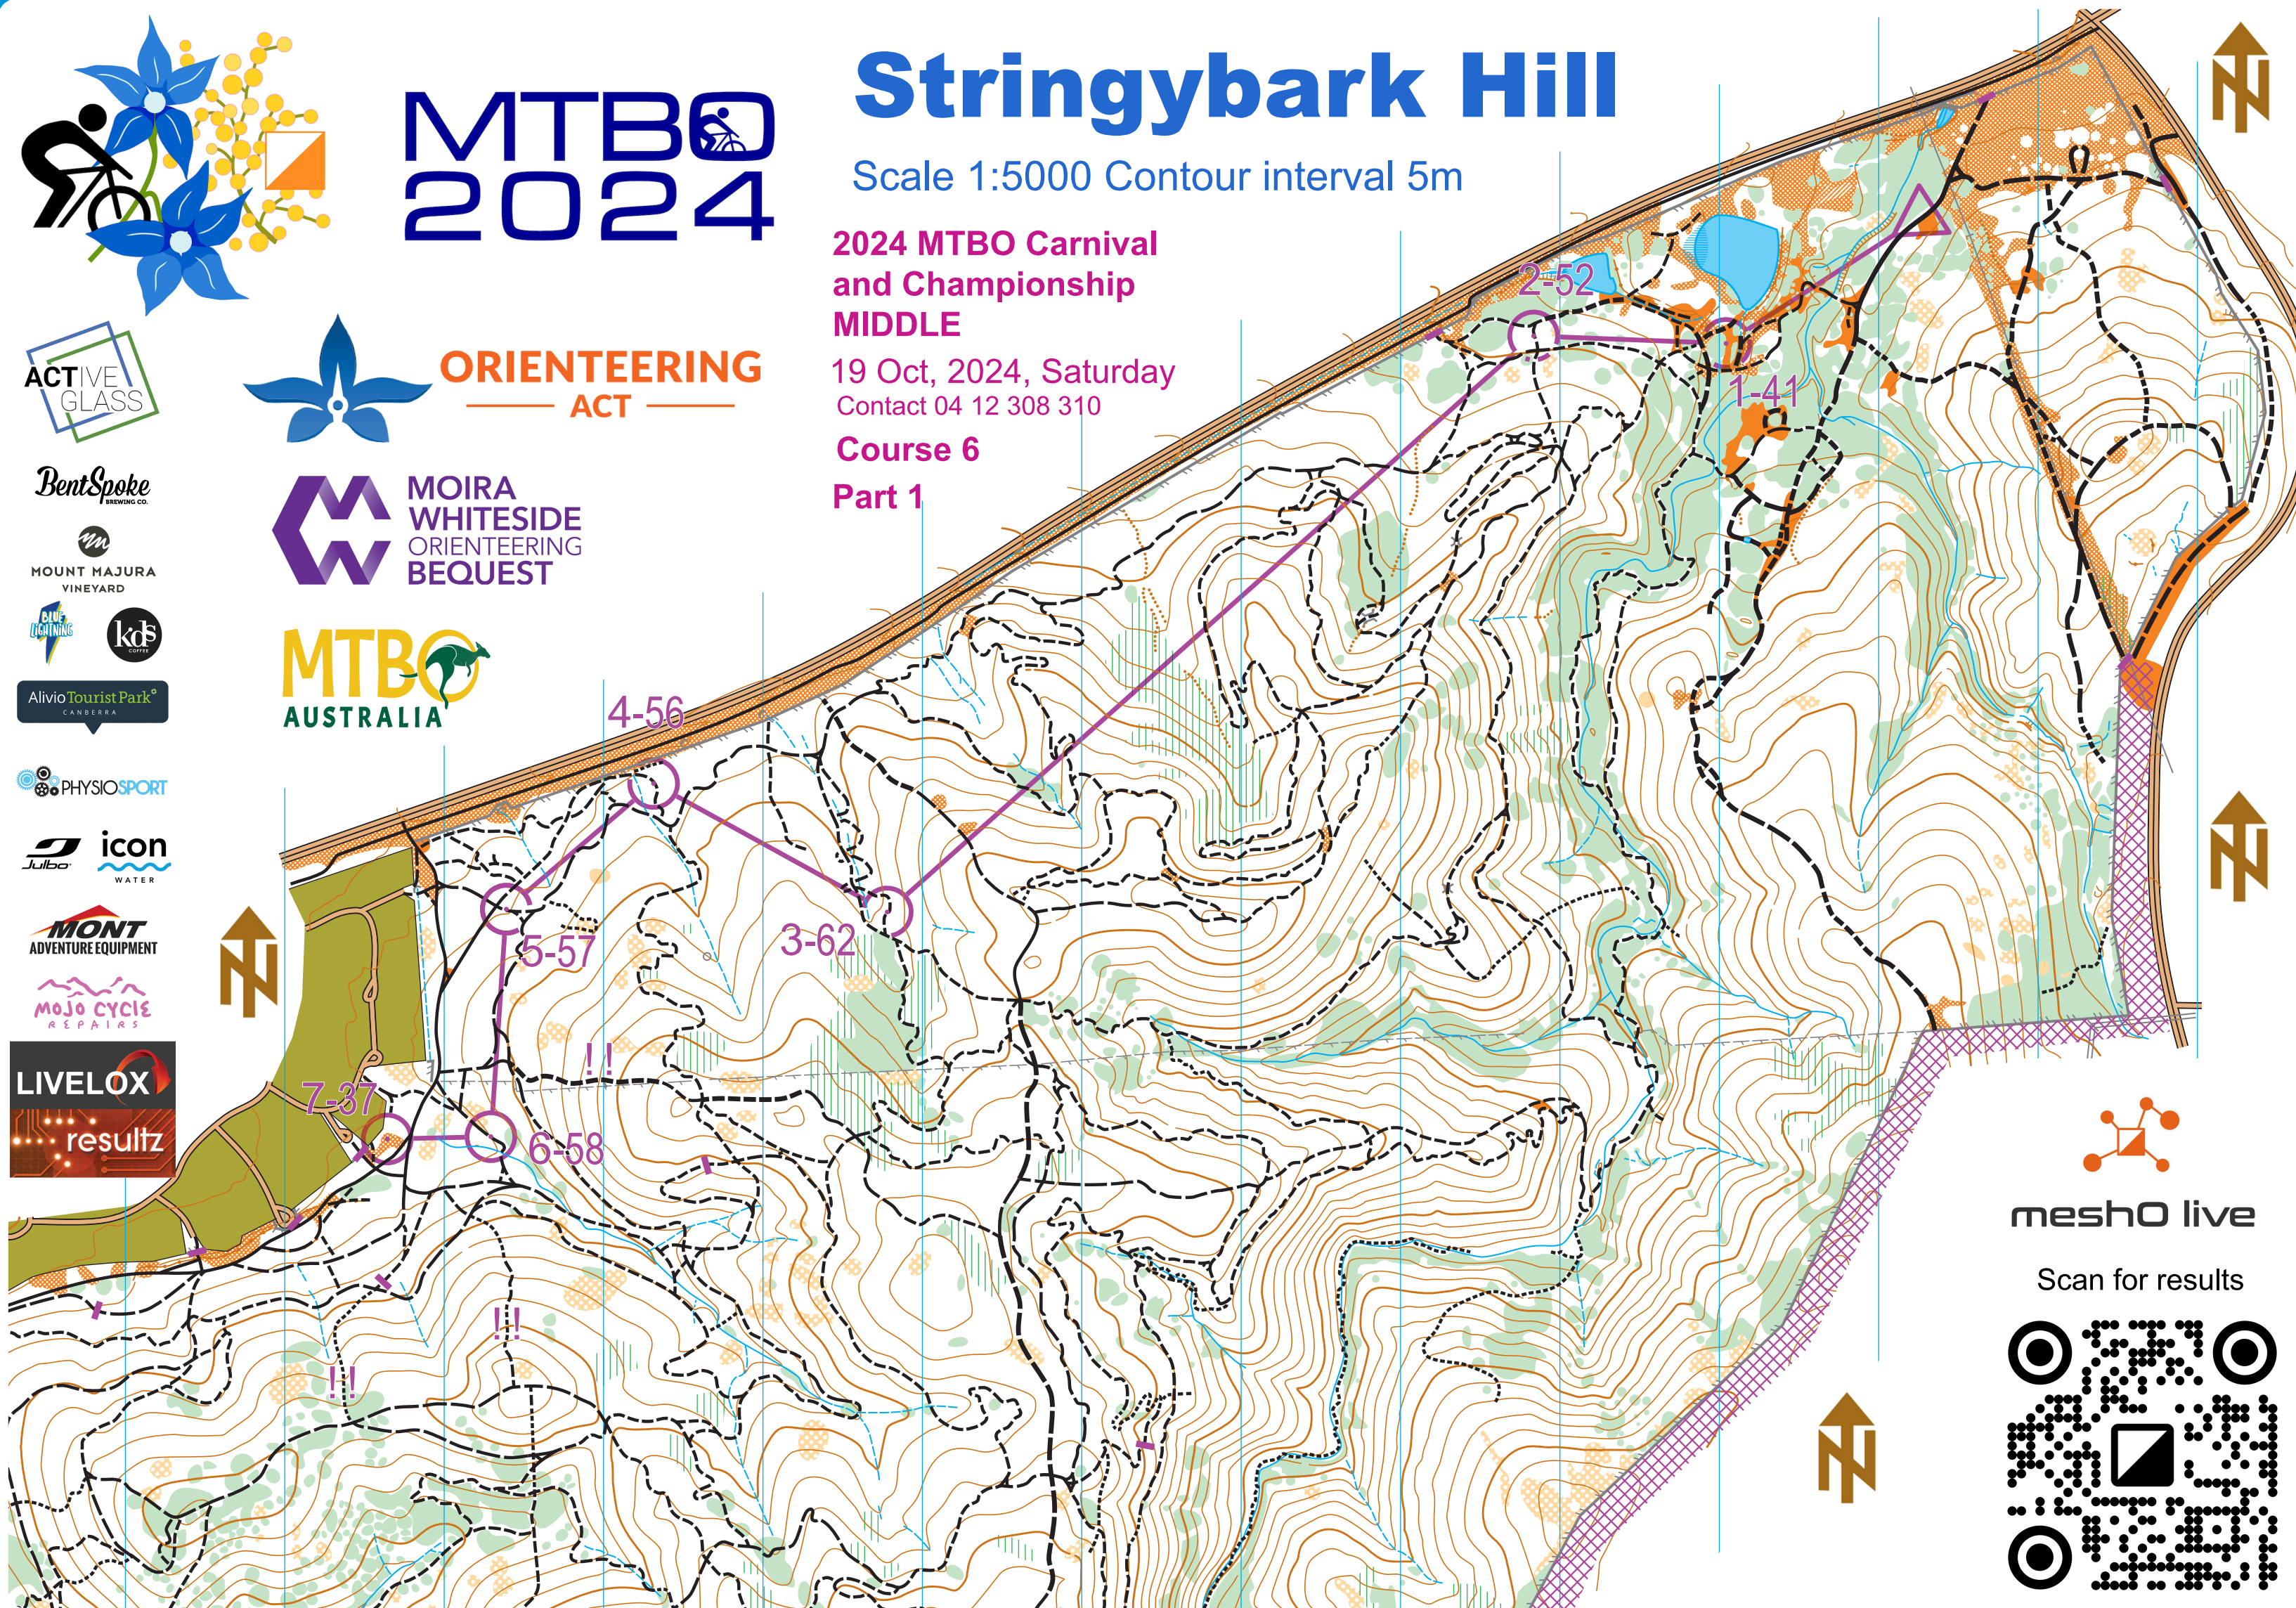 Stringybark Hill
Scale 1:5000 Contour interval 5m
MTBO
2024
2024 MTBO Carnival
and Championship
MIDDLE
19 Oct, 2024, Saturday
Contact 04 12 308 310
Course 6
Part 1
ACTIVE
GLASS
ORIENTEERING
ACT
BentSpoke
BREWING CO.
MOIRA
WHITESIDE
ORIENTEERING
BEQUEST
MOUNT MAJURA
VINEYARD
BLUE
LIGHTNING
kds
COFFEE
MTBO
AUSTRALIA
Alivio Tourist Park
CANBERRA
PHYSIOSPORT
Julbo
icon
WATER
MONT
ADVENTURE EQUIPMENT
MOJO CYCLE
REPAIRS
LIVELOX
resultz
2-52
1-41
4-56
3-62
5-57
!!
7-37
6-58
!!
!!
meshO live
Scan for results